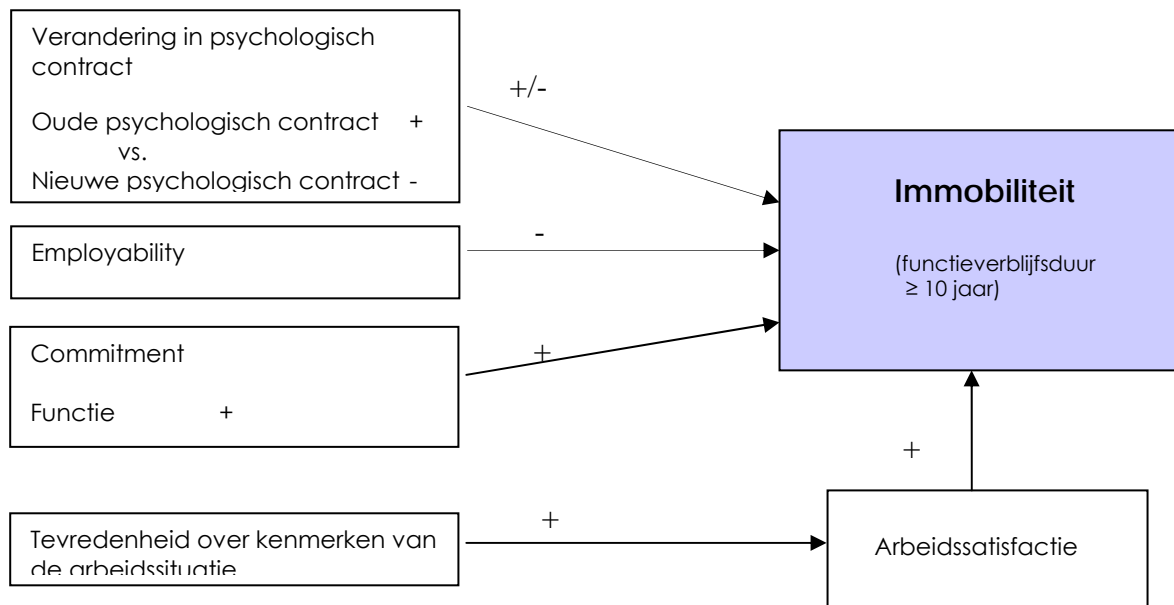 Verandering in psychologisch
contract
Oude psychologisch contract +
vs.
Nieuwe psychologisch contract -
+/-
Immobiliteit
(functieverblijfsduur
≥ 10 jaar)
Employability
-
Commitment
Functie +
+
+
Tevredenheid over kenmerken van
de arbeidssituatie
+
Arbeidssatisfactie